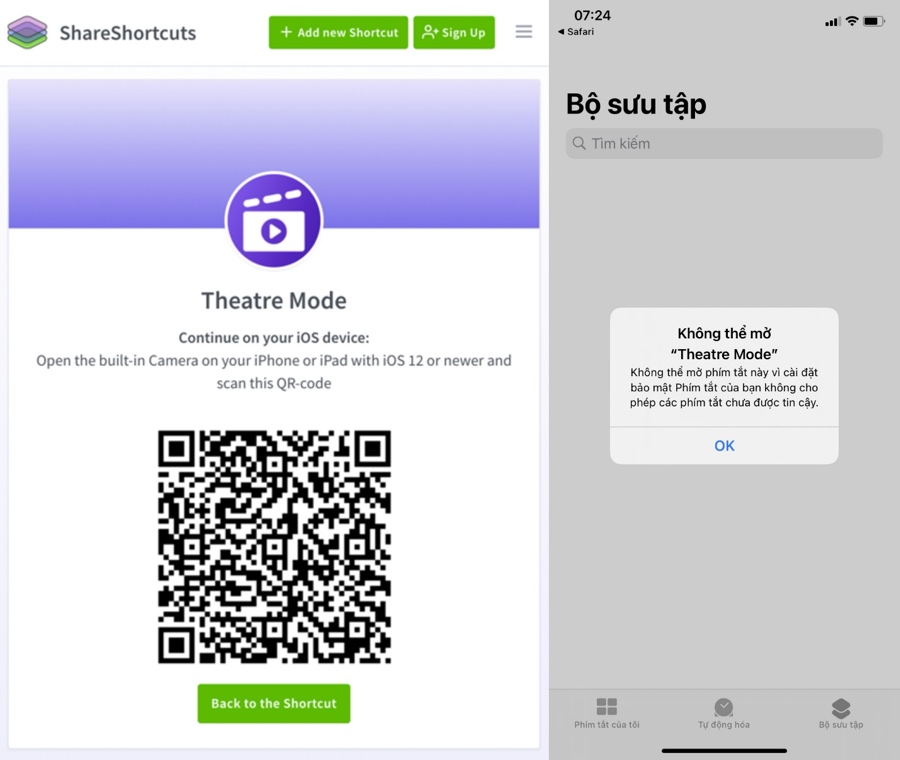 ShareShortcuts
+ Add new Shortcut
Sign Up
Theatre Mode
Continue on your iOS device:
Open the built-in Camera on your iPhone or iPad with iOS 12 or newer and
scan this QR-code
Back to the Shortcut
07:24
◀ Safari
Bộ sưu tập
Tìm kiếm
Không thể mở
“Theatre Mode”
Không thể mở phím tắt này vì cài đặt
bảo mật Phím tắt của bạn không cho
phép các phím tắt chưa được tin cậy.
OK
Phím tắt của tôi
Tự động hóa
Bộ sưu tập